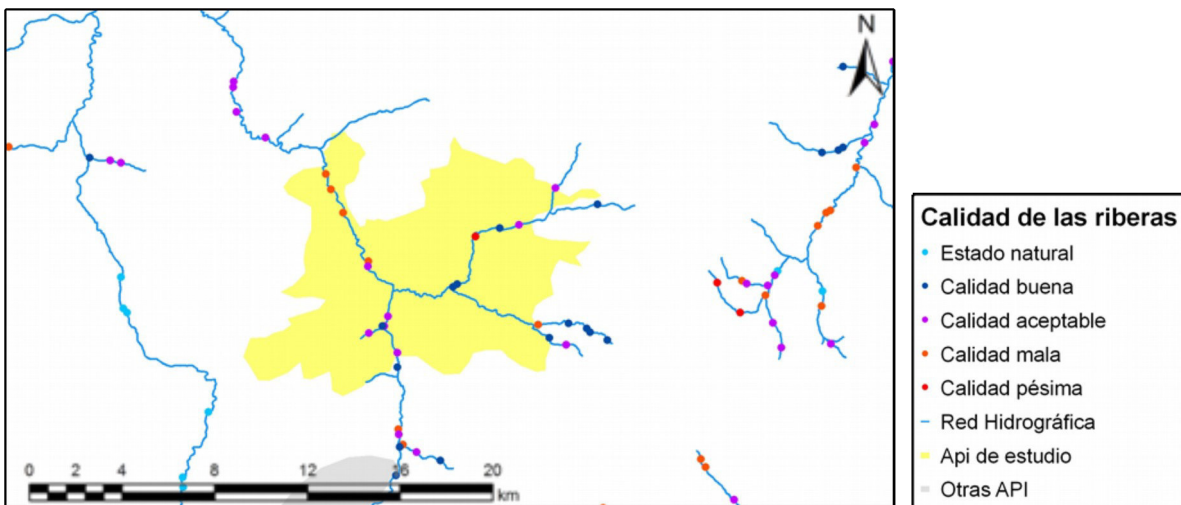 N
0 2 4 8 12 16 20
km
Calidad de las riberas
Estado natural
Calidad buena
Calidad aceptable
Calidad mala
Calidad pésima
Red Hidrográfica
Api de estudio
Otras API